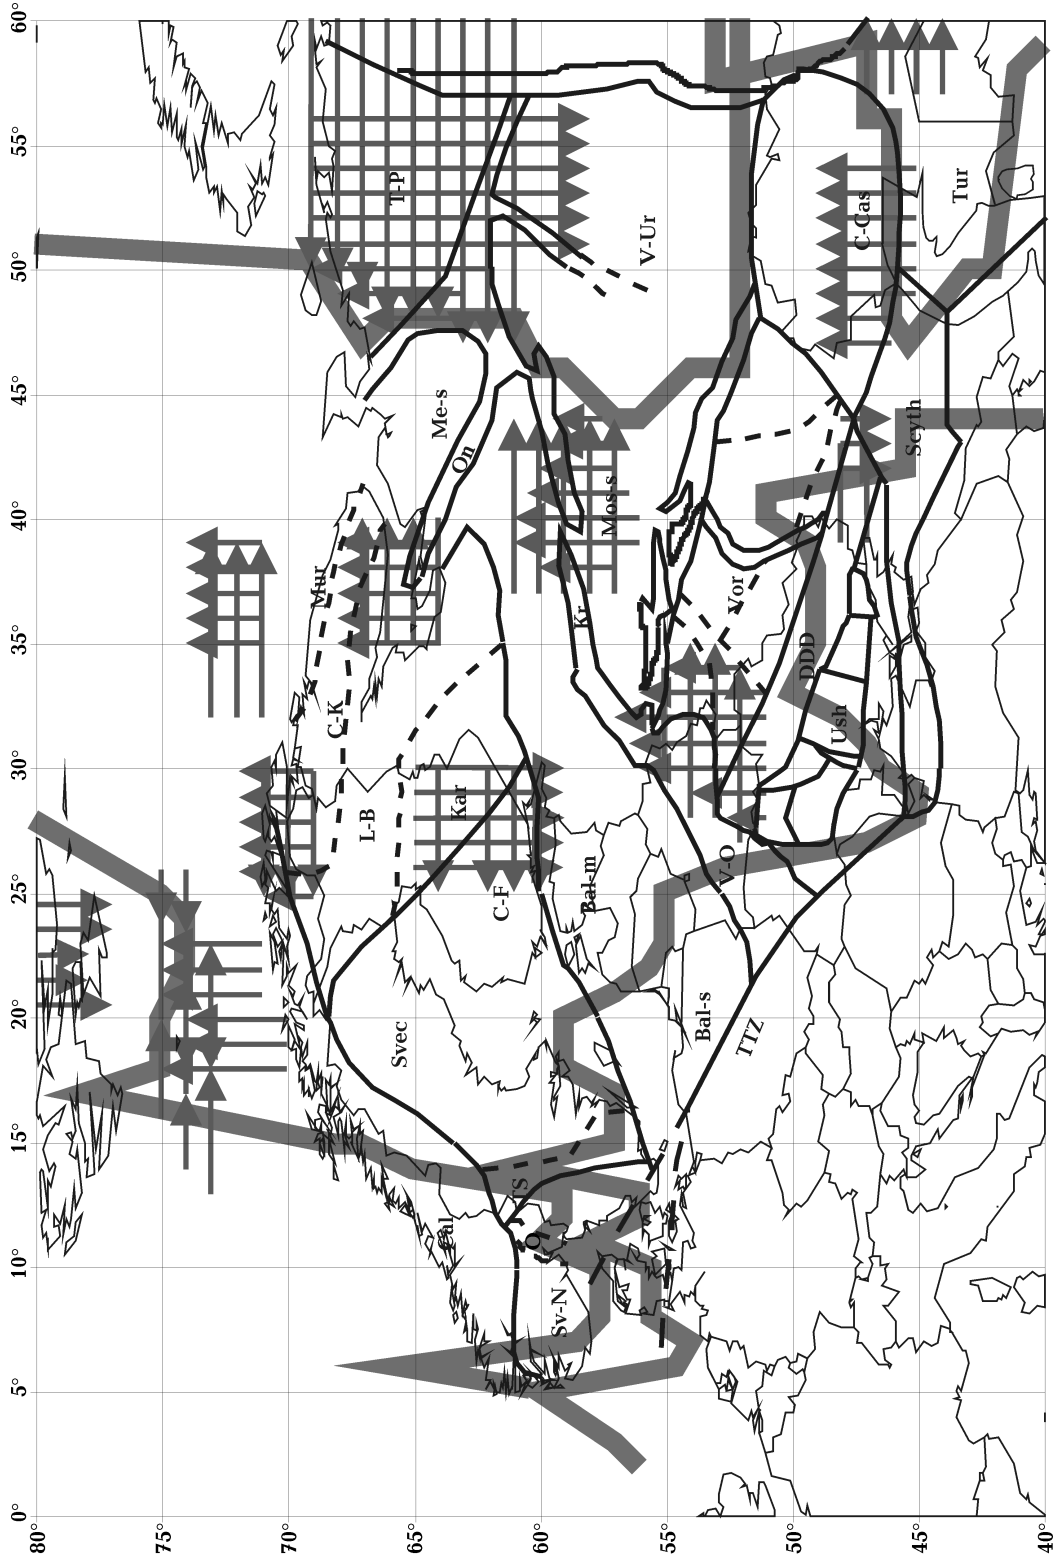 60°
55°
50°
45°
40°
35°
30°
25°
20°
15°
10°
5°
0°
80°
75°
70°
65°
60°
55°
50°
45°
40°
T-P
V-Ur
C-Cas
Tur
Me-s
On
Mos-s
Scyth
Mur
Kr
Vor
DDD
C-K
Ush
L-B
Kar
C-F
Bal-m
V-O
Svec
Bal-s
TTZ
TS
Cal
O
Sv-N